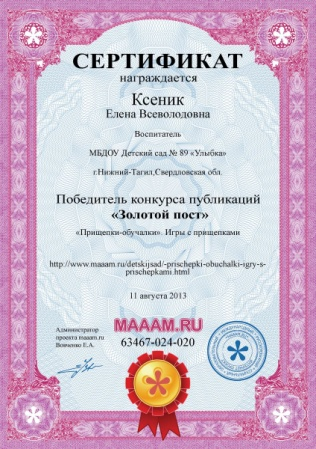 СЕРТИФИКАТ
награждается
Ксеник
Елена Всеволодовна
Воспитатель
МБДОУ Детский сад № 89 «Улыбка»
г.Нижний-Тагил,Свердловская обл.
Победитель конкурса публикаций
«Золотой пост»
«Прищепки-обучалки». Игры с прищепками
http://www.maaam.ru/detskijsad/-prischepki-obuchalki-igry-s-
prischepkami.html
11 августа 2013
Администратор
проекта maaam.ru
Вовченко Е.А.
MAAAM.RU
63467-024-020